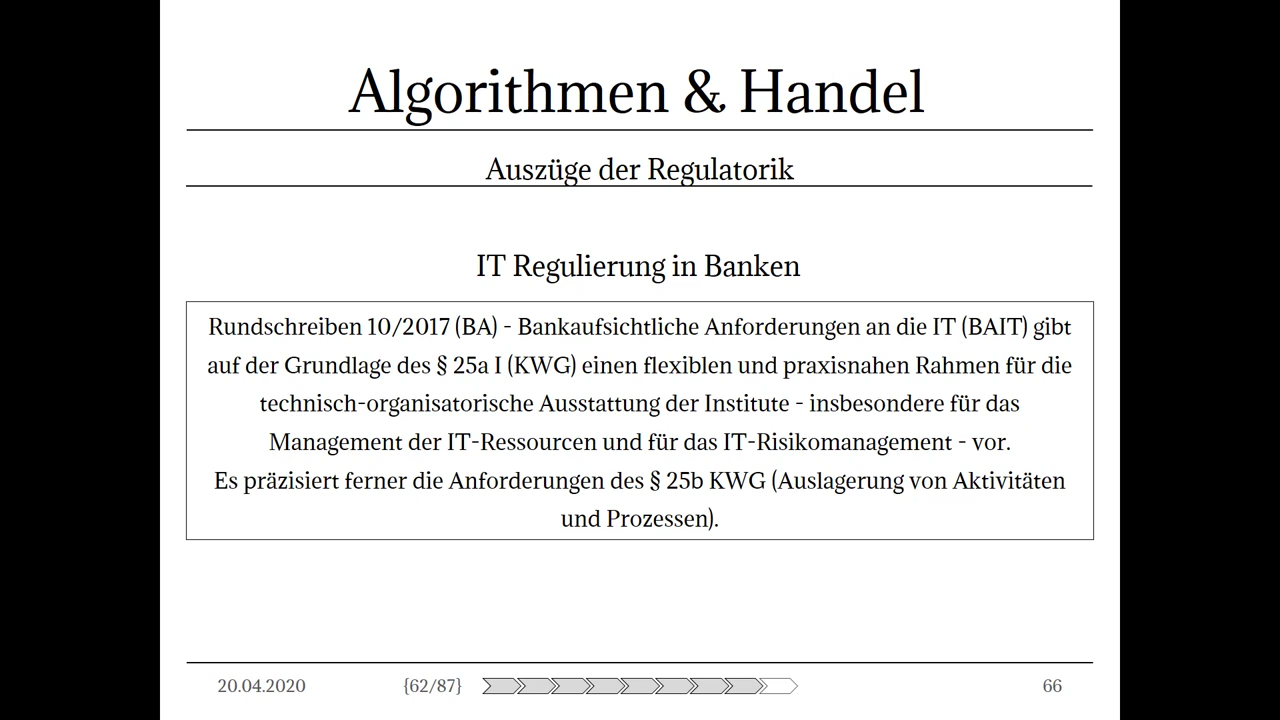 Algorithmen & Handel
Auszüge der Regulatorik
IT Regulierung in Banken
Rundschreiben 10/2017 (BA) - Bankaufsichtliche Anforderungen an die IT (BAIT) gibt
auf der Grundlage des § 25a I (KWG) einen flexiblen und praxisnahen Rahmen für die
technisch-organisatorische Ausstattung der Institute - insbesondere für das
Management der IT-Ressourcen und für das IT-Risikomanagement - vor.
Es präzisiert ferner die Anforderungen des § 25b KWG (Auslagerung von Aktivitäten
und Prozessen).
20.04.2020 {62/87} 66